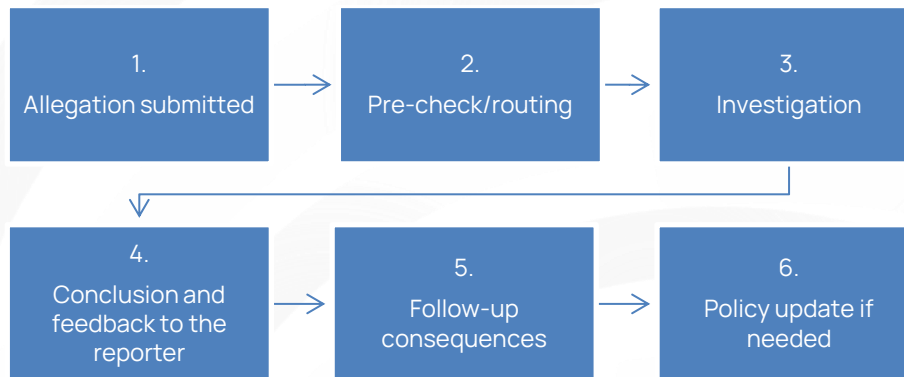 1.
Allegation submitted
2.
Pre-check/routing
3.
Investigation
4.
Conclusion and
feedback to the
reporter
5.
Follow-up
consequences
6.
Policy update if
needed